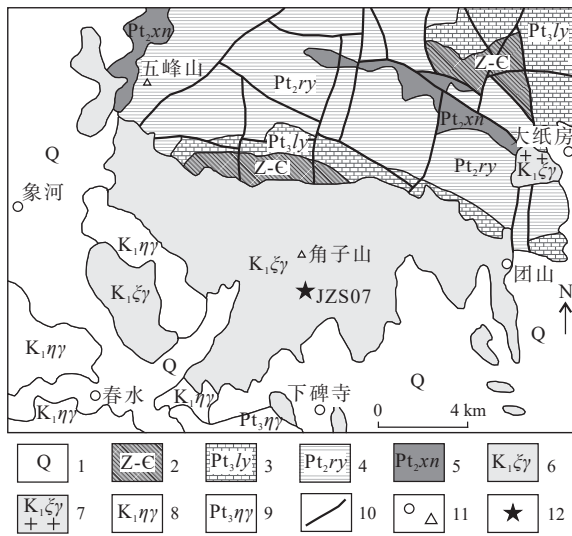 Pt₂xn
Pt₃ly
五峰山
Z-Є
Pt₂ry
Pt₂xn
大纸房
Pt₃ly
K₁ξγ
Q
Z-Є
Pt₂ry
象河
K₁ηγ
K₁ξγ
角子山
团山
K₁ξγ
JZS07
N
Q
K₁ηγ
Q
Q
春水
K₁ηγ
下碑寺
K₁ηγ
Pt₃ηγ
0 4 km
Q 1 Z-Є 2 Pt₃ly 3 Pt₂ry 4 Pt₂xn 5 K₁ξγ 6
K₁ξγ 7 K₁ηγ 8 Pt₃ηγ 9 10 11 12